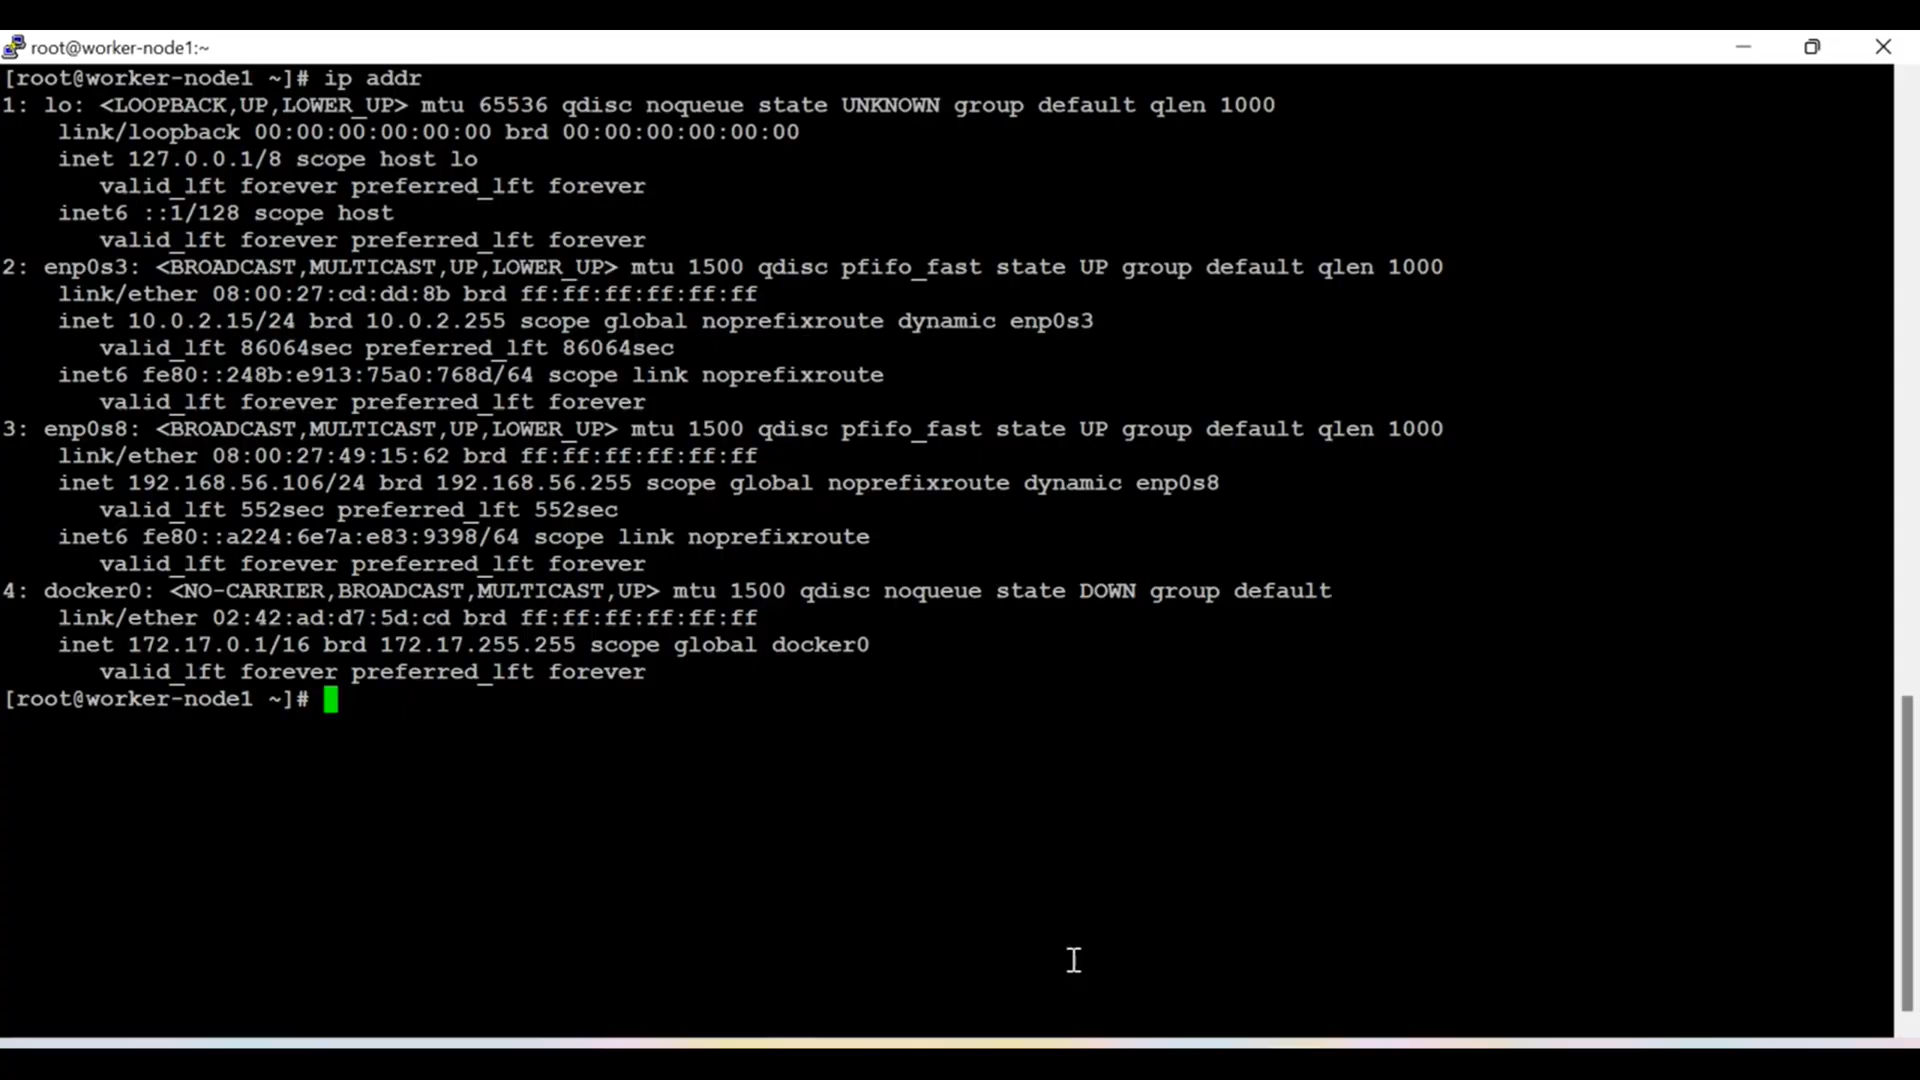 root@worker-node1:~
[root@worker-node1 ~]# ip addr
1: lo: <LOOPBACK,UP,LOWER_UP> mtu 65536 qdisc noqueue state UNKNOWN group default qlen 1000
    link/loopback 00:00:00:00:00:00 brd 00:00:00:00:00:00
    inet 127.0.0.1/8 scope host lo
       valid_lft forever preferred_lft forever
    inet6 ::1/128 scope host
       valid_lft forever preferred_lft forever
2: enp0s3: <BROADCAST,MULTICAST,UP,LOWER_UP> mtu 1500 qdisc pfifo_fast state UP group default qlen 1000
    link/ether 08:00:27:cd:dd:8b brd ff:ff:ff:ff:ff:ff
    inet 10.0.2.15/24 brd 10.0.2.255 scope global noprefixroute dynamic enp0s3
       valid_lft 86064sec preferred_lft 86064sec
    inet6 fe80::248b:e913:75a0:768d/64 scope link noprefixroute
       valid_lft forever preferred_lft forever
3: enp0s8: <BROADCAST,MULTICAST,UP,LOWER_UP> mtu 1500 qdisc pfifo_fast state UP group default qlen 1000
    link/ether 08:00:27:49:15:62 brd ff:ff:ff:ff:ff:ff
    inet 192.168.56.106/24 brd 192.168.56.255 scope global noprefixroute dynamic enp0s8
       valid_lft 552sec preferred_lft 552sec
    inet6 fe80::a224:6e7a:e83:9398/64 scope link noprefixroute
       valid_lft forever preferred_lft forever
4: docker0: <NO-CARRIER,BROADCAST,MULTICAST,UP> mtu 1500 qdisc noqueue state DOWN group default
    link/ether 02:42:ad:d7:5d:cd brd ff:ff:ff:ff:ff:ff
    inet 172.17.0.1/16 brd 172.17.255.255 scope global docker0
       valid_lft forever preferred_lft forever
[root@worker-node1 ~]#